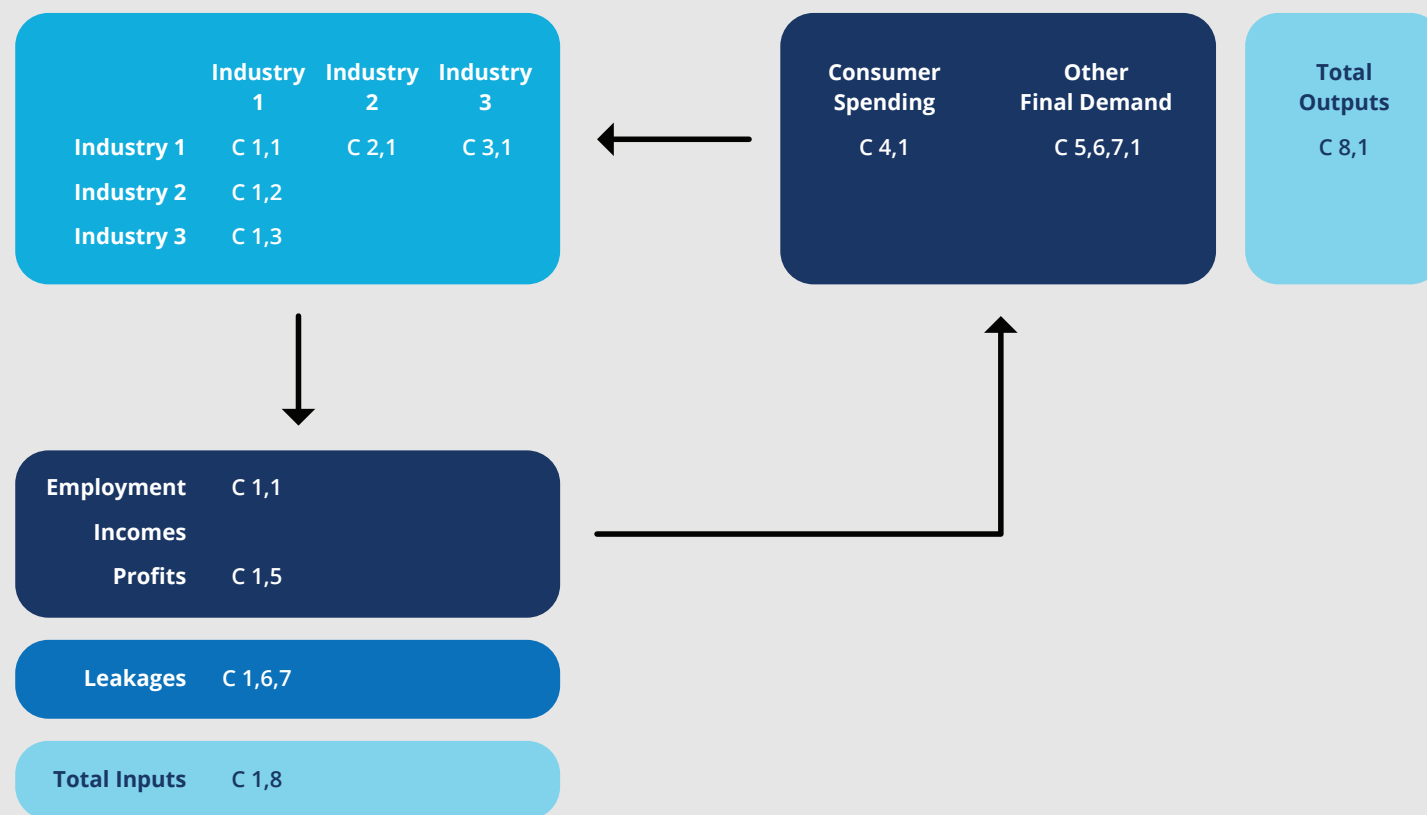 Industry 1 Industry 2 Industry 3
Industry 1 C 1,1 C 2,1 C 3,1
Industry 2 C 1,2
Industry 3 C 1,3
Consumer Spending Other Final Demand
C 4,1 C 5,6,7,1
Total Outputs
C 8,1
Employment C 1,1
Incomes
Profits C 1,5
Leakages C 1,6,7
Total Inputs C 1,8